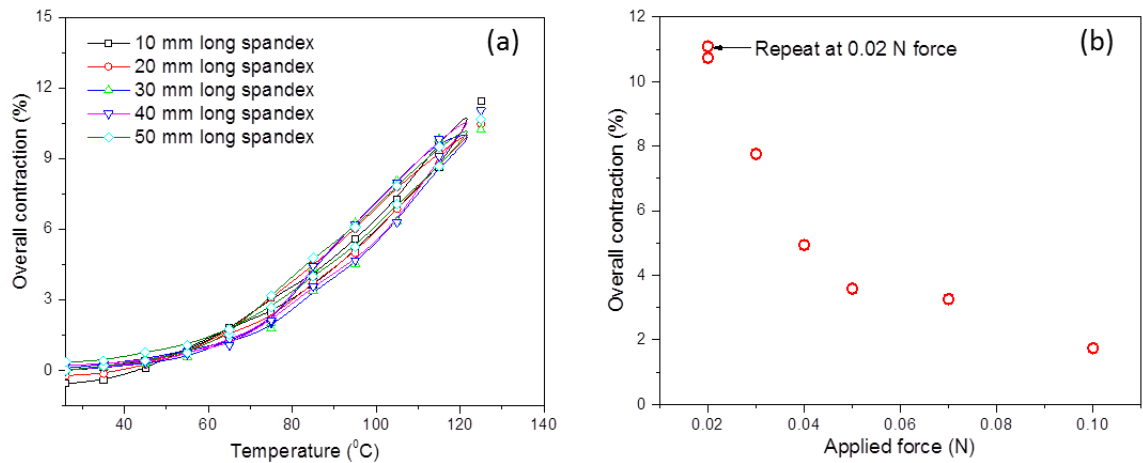 (a)
10 mm long spandex
20 mm long spandex
30 mm long spandex
40 mm long spandex
50 mm long spandex
Overall contraction (%)
15
12
9
6
3
0
40 60 80 100 120 140
Temperature (⁰C)
(b)
Repeat at 0.02 N force
Overall contraction (%)
12
10
8
6
4
2
0
0.02 0.04 0.06 0.08 0.10
Applied force (N)